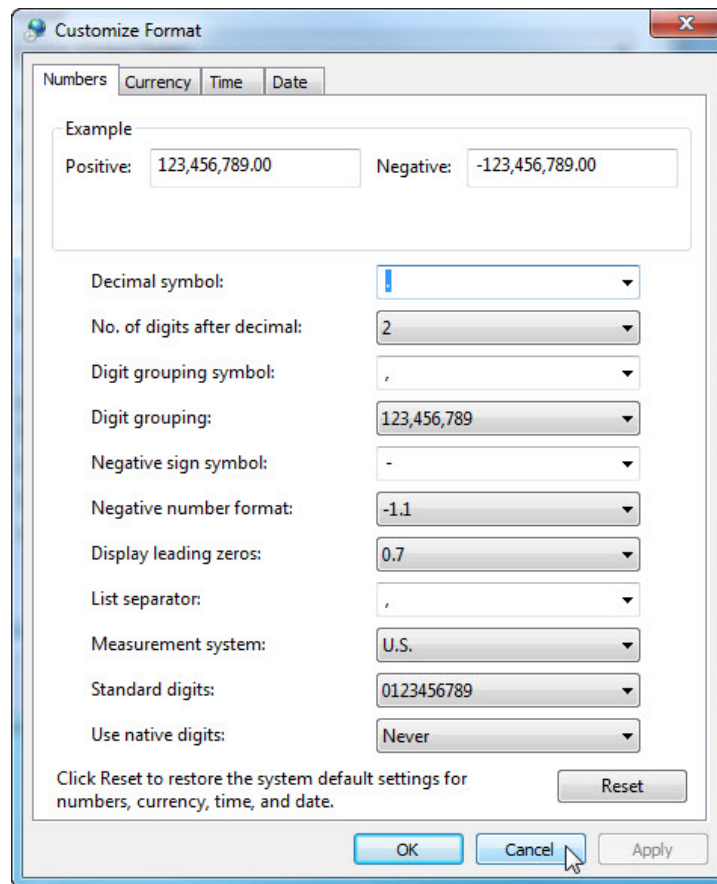 Customize Format
Numbers Currency Time Date
Example
Positive: 123,456,789.00 Negative: -123,456,789.00
Decimal symbol: .
No. of digits after decimal: 2
Digit grouping symbol: ,
Digit grouping: 123,456,789
Negative sign symbol: -
Negative number format: -1.1
Display leading zeros: 0.7
List separator: ,
Measurement system: U.S.
Standard digits: 0123456789
Use native digits: Never
Click Reset to restore the system default settings for
numbers, currency, time, and date.
Reset
OK Cancel Apply